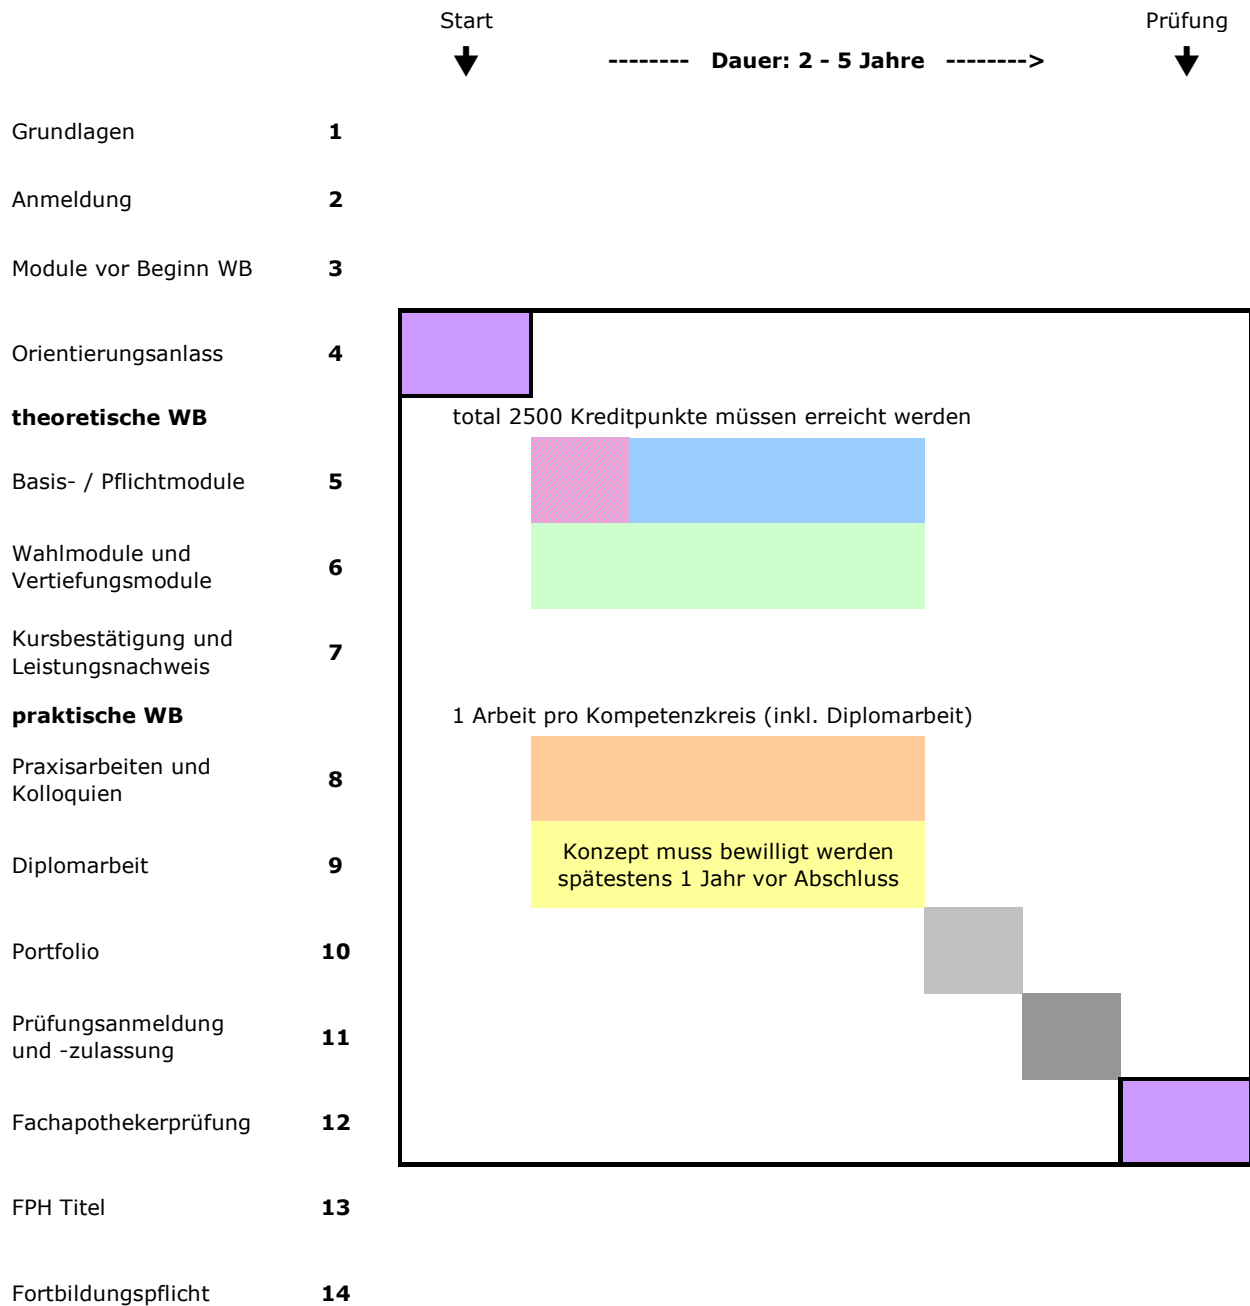 Start
Prüfung
-------- Dauer: 2 - 5 Jahre -------->
Grundlagen 1
Anmeldung 2
Module vor Beginn WB 3
Orientierungsanlass 4
theoretische WB
total 2500 Kreditpunkte müssen erreicht werden
Basis- / Pflichtmodule 5
Wahlmodule und
Vertiefungsmodule
6
Kursbestätigung und
Leistungsnachweis
7
praktische WB
1 Arbeit pro Kompetenzkreis (inkl. Diplomarbeit)
Praxisarbeiten und
Kolloquien
8
Diplomarbeit 9
Konzept muss bewilligt werden
spätestens 1 Jahr vor Abschluss
Portfolio 10
Prüfungsanmeldung
und -zulassung
11
Fachapothekerprüfung 12
FPH Titel 13
Fortbildungspflicht 14